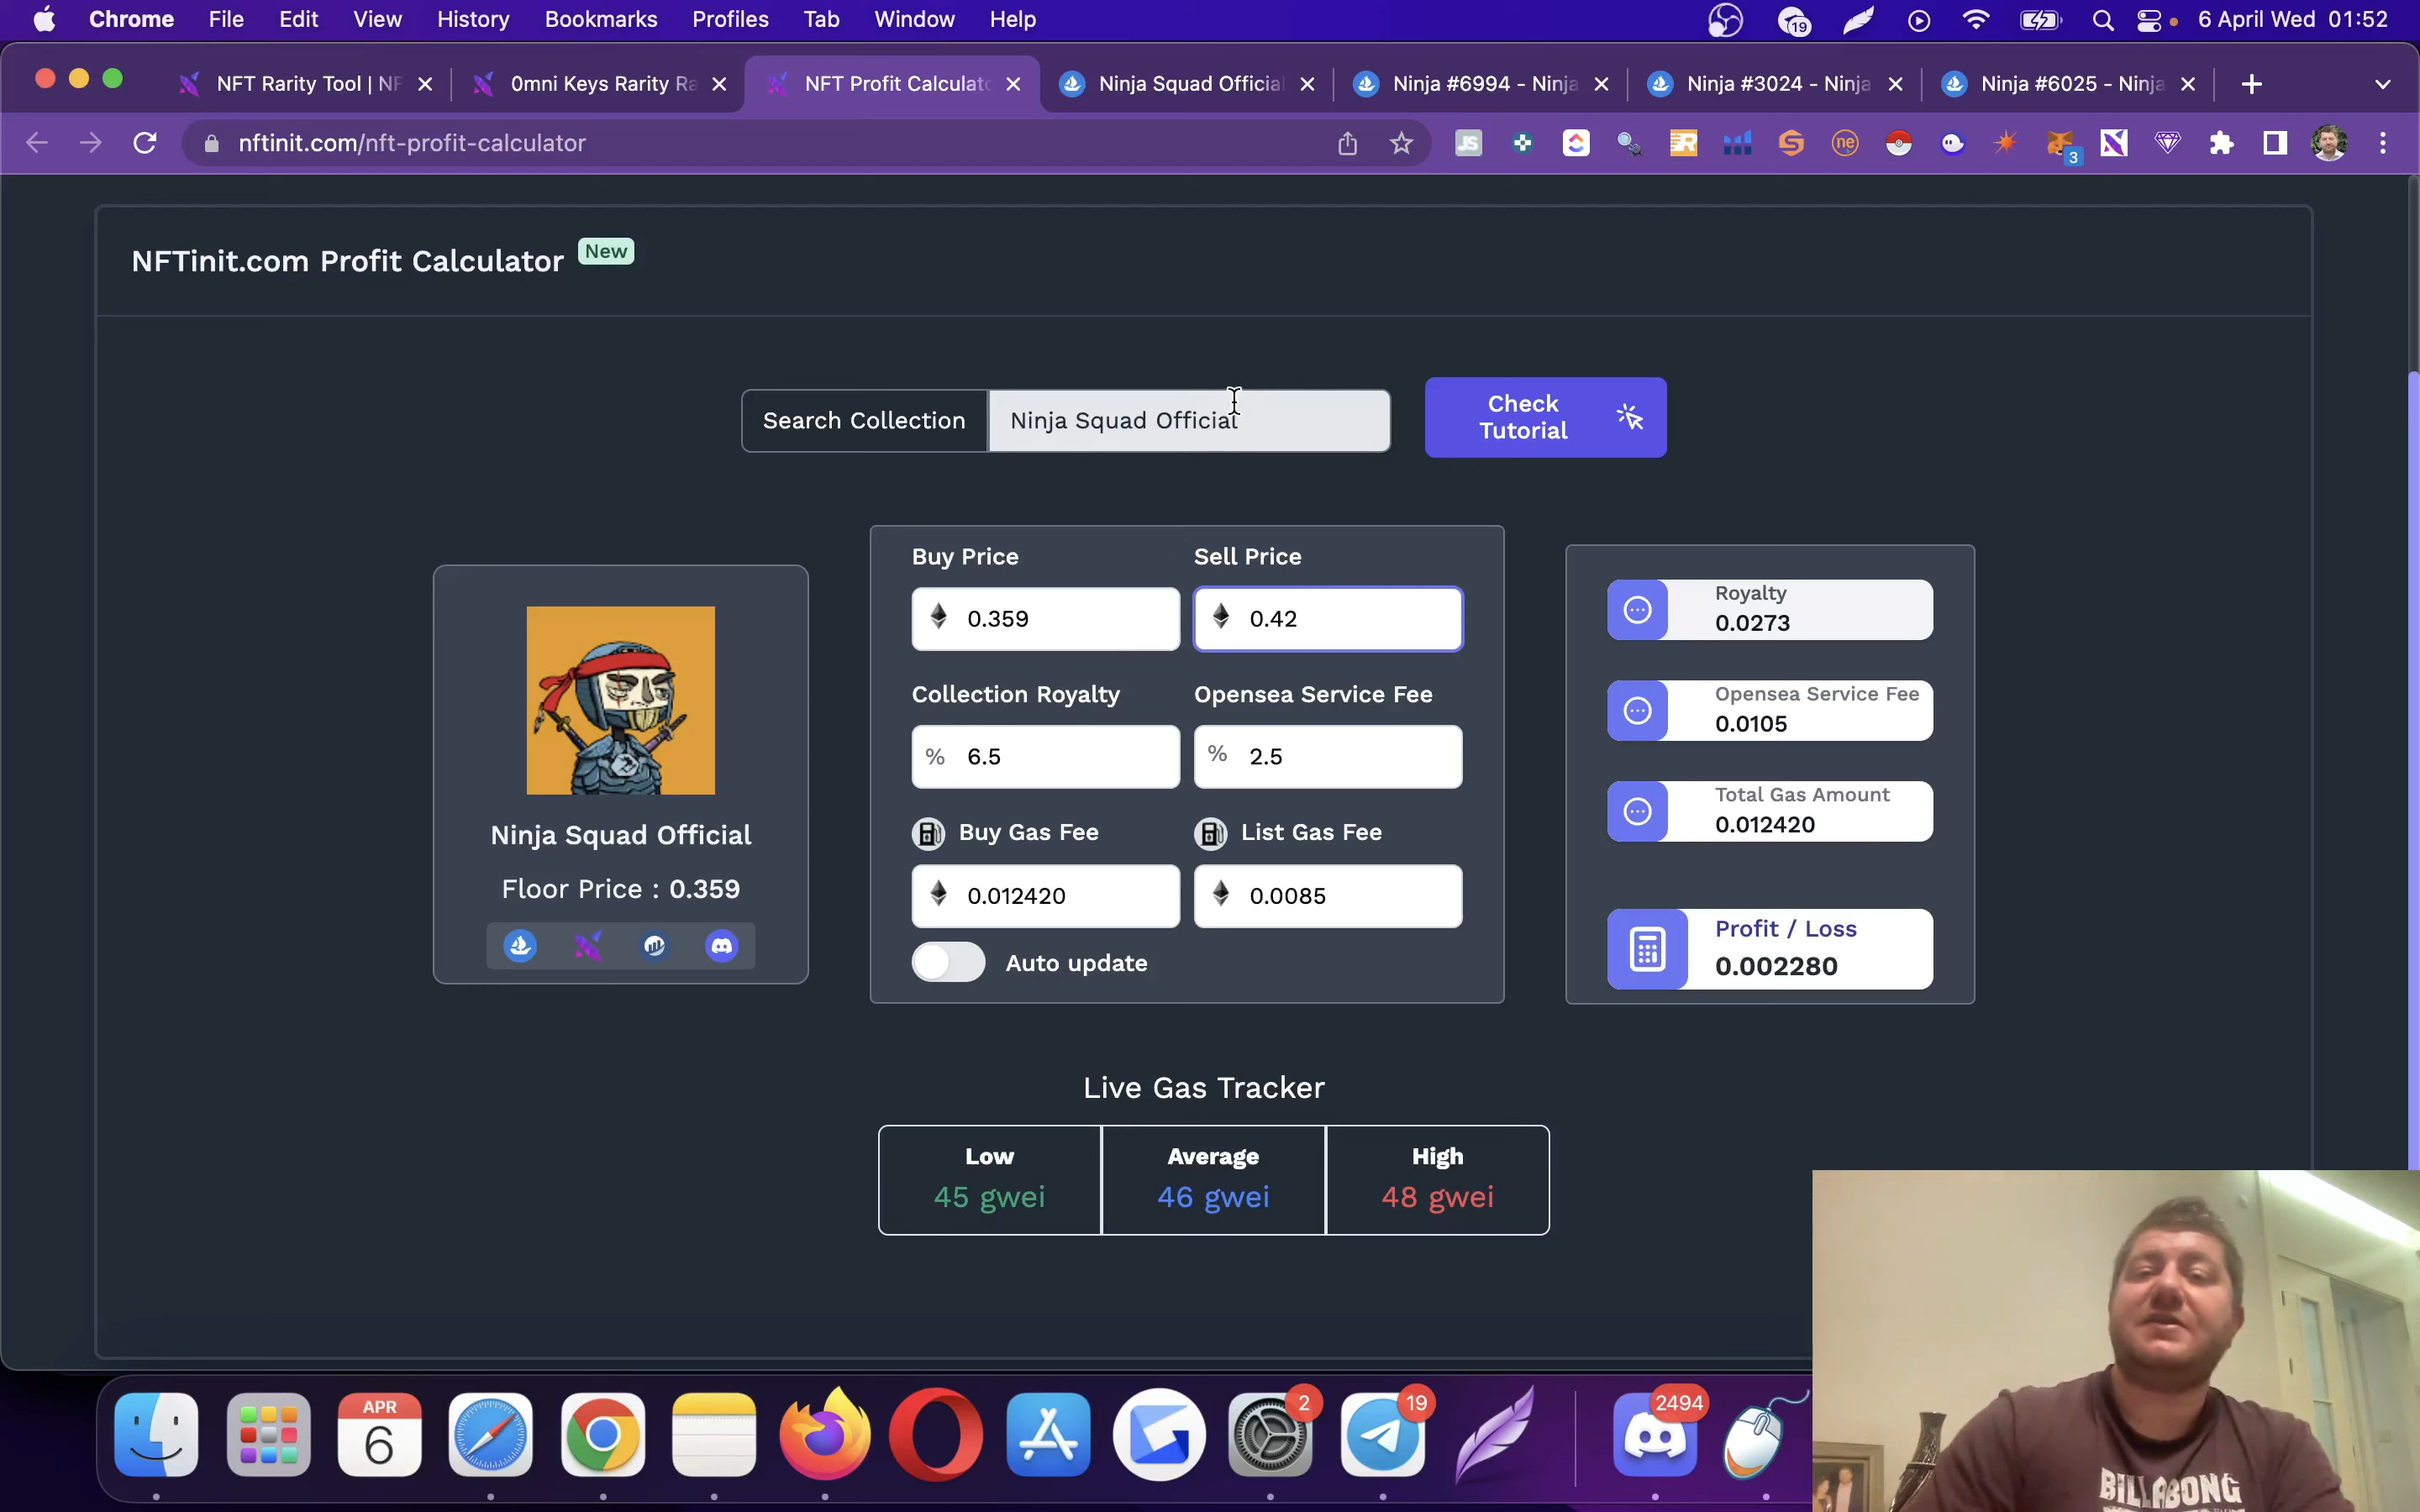 Chrome File Edit View History Bookmarks Profiles Tab Window Help 19 6 April Wed 01:52
NFT Rarity Tool | NF 0mni Keys Rarity Ra NFT Profit Calculato Ninja Squad Official Ninja #6994 - Ninja Ninja #3024 - Ninja Ninja #6025 - Ninja
nftinit.com/nft-profit-calculator JS R ne 3
NFTinit.com Profit Calculator New
Search Collection Ninja Squad Official
Check
Tutorial
Buy Price Sell Price
0.359 0.42
Collection Royalty Opensea Service Fee
% 6.5 % 2.5
Buy Gas Fee List Gas Fee
0.012420 0.0085
Auto update
Ninja Squad Official
Floor Price : 0.359
Royalty
0.0273
Opensea Service Fee
0.0105
Total Gas Amount
0.012420
Profit / Loss
0.002280
Live Gas Tracker
Low Average High
45 gwei 46 gwei 48 gwei
APR
6
2
19
2494
BILLABONG